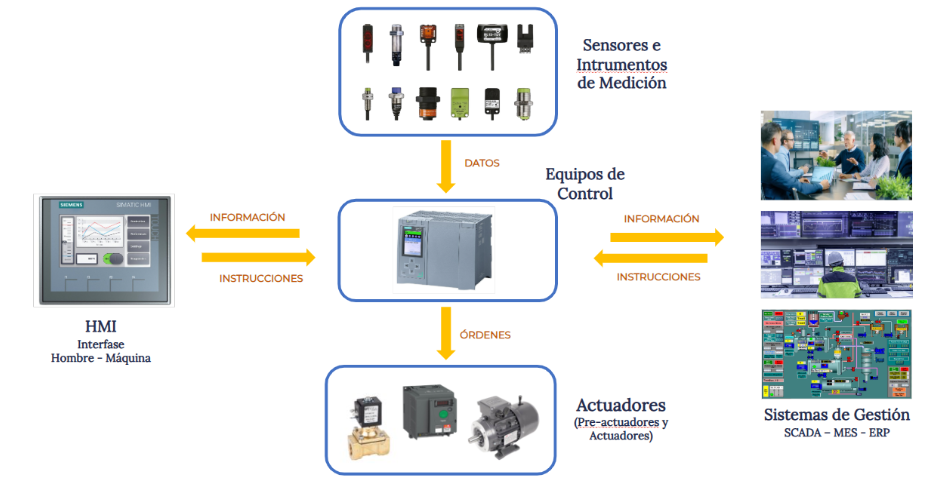 Sensores e
Intrumentos
de Medición
DATOS
Equipos de
Control
SIEMENS
SIMATIC HMI
INFORMACIÓN
INSTRUCCIONES
INFORMACIÓN
INSTRUCCIONES
HMI
Interfase
Hombre - Máquina
ÓRDENES
Actuadores
(Pre-actuadores y
Actuadores)
Sistemas de Gestión
SCADA – MES - ERP